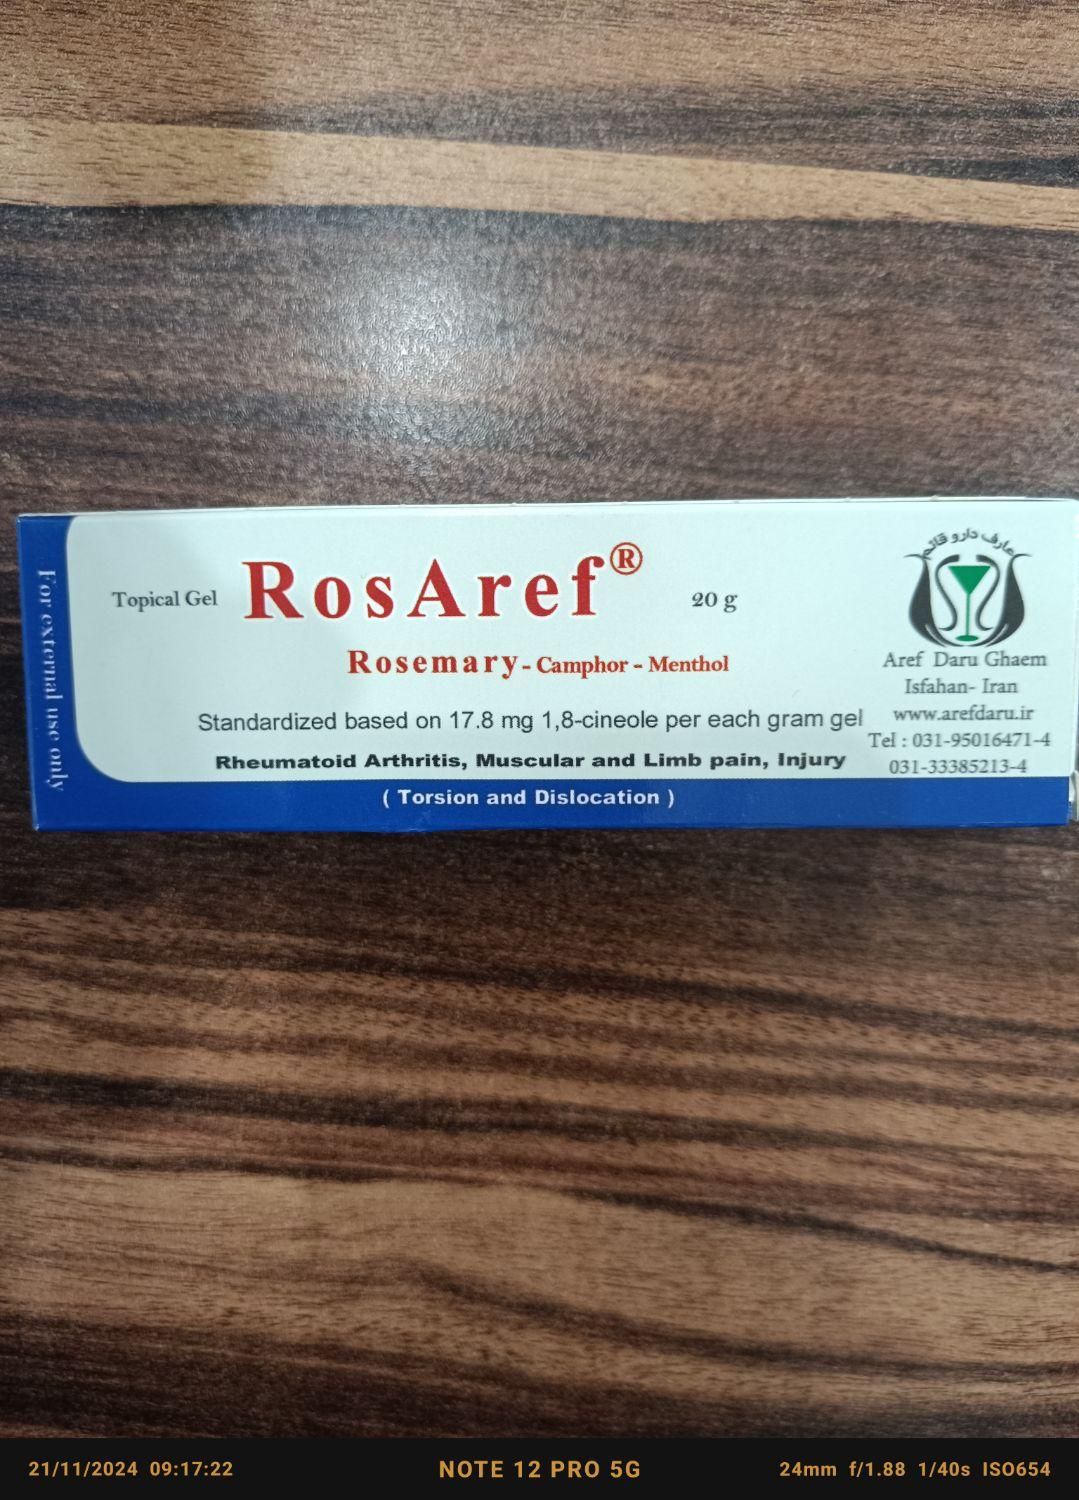 For external use only
Topical Gel RosAref® 20 g
Rosemary - Camphor - Menthol
Standardized based on 17.8 mg 1,8-cineole per each gram gel
Rheumatoid Arthritis, Muscular and Limb pain, Injury
( Torsion and Dislocation )
عارف دارو قائم
Aref Daru Ghaem
Isfahan- Iran
www.arefdaru.ir
Tel : 031-95016471-4
031-33385213-4
21/11/2024 09:17:22
NOTE 12 PRO 5G
24mm f/1.88 1/40s ISO654